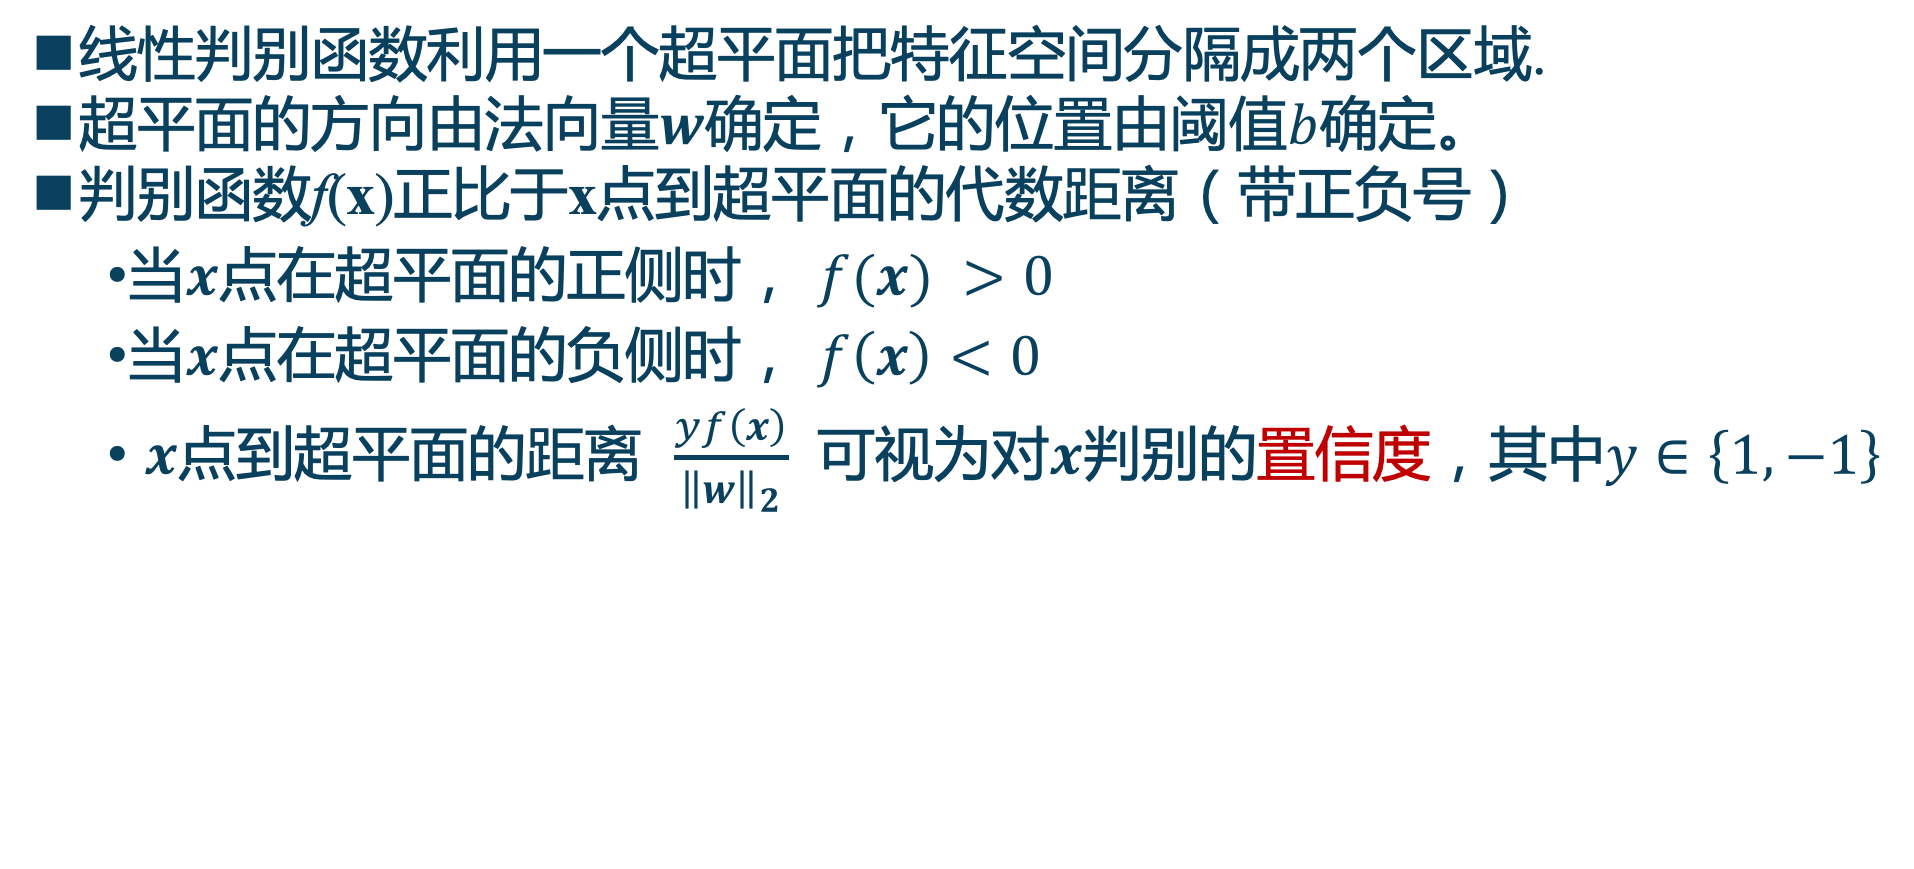 ■线性判别函数利用一个超平面把特征空间分隔成两个区域.
■超平面的方向由法向量w确定，它的位置由阈值b确定。
■判别函数f(x)正比于x点到超平面的代数距离（带正负号）
•当x点在超平面的正侧时， f(x) > 0
•当x点在超平面的负侧时， f(x) < 0
• x点到超平面的距离 yf(x)/‖w‖₂ 可视为对x判别的置信度，其中y ∈ {1, −1}